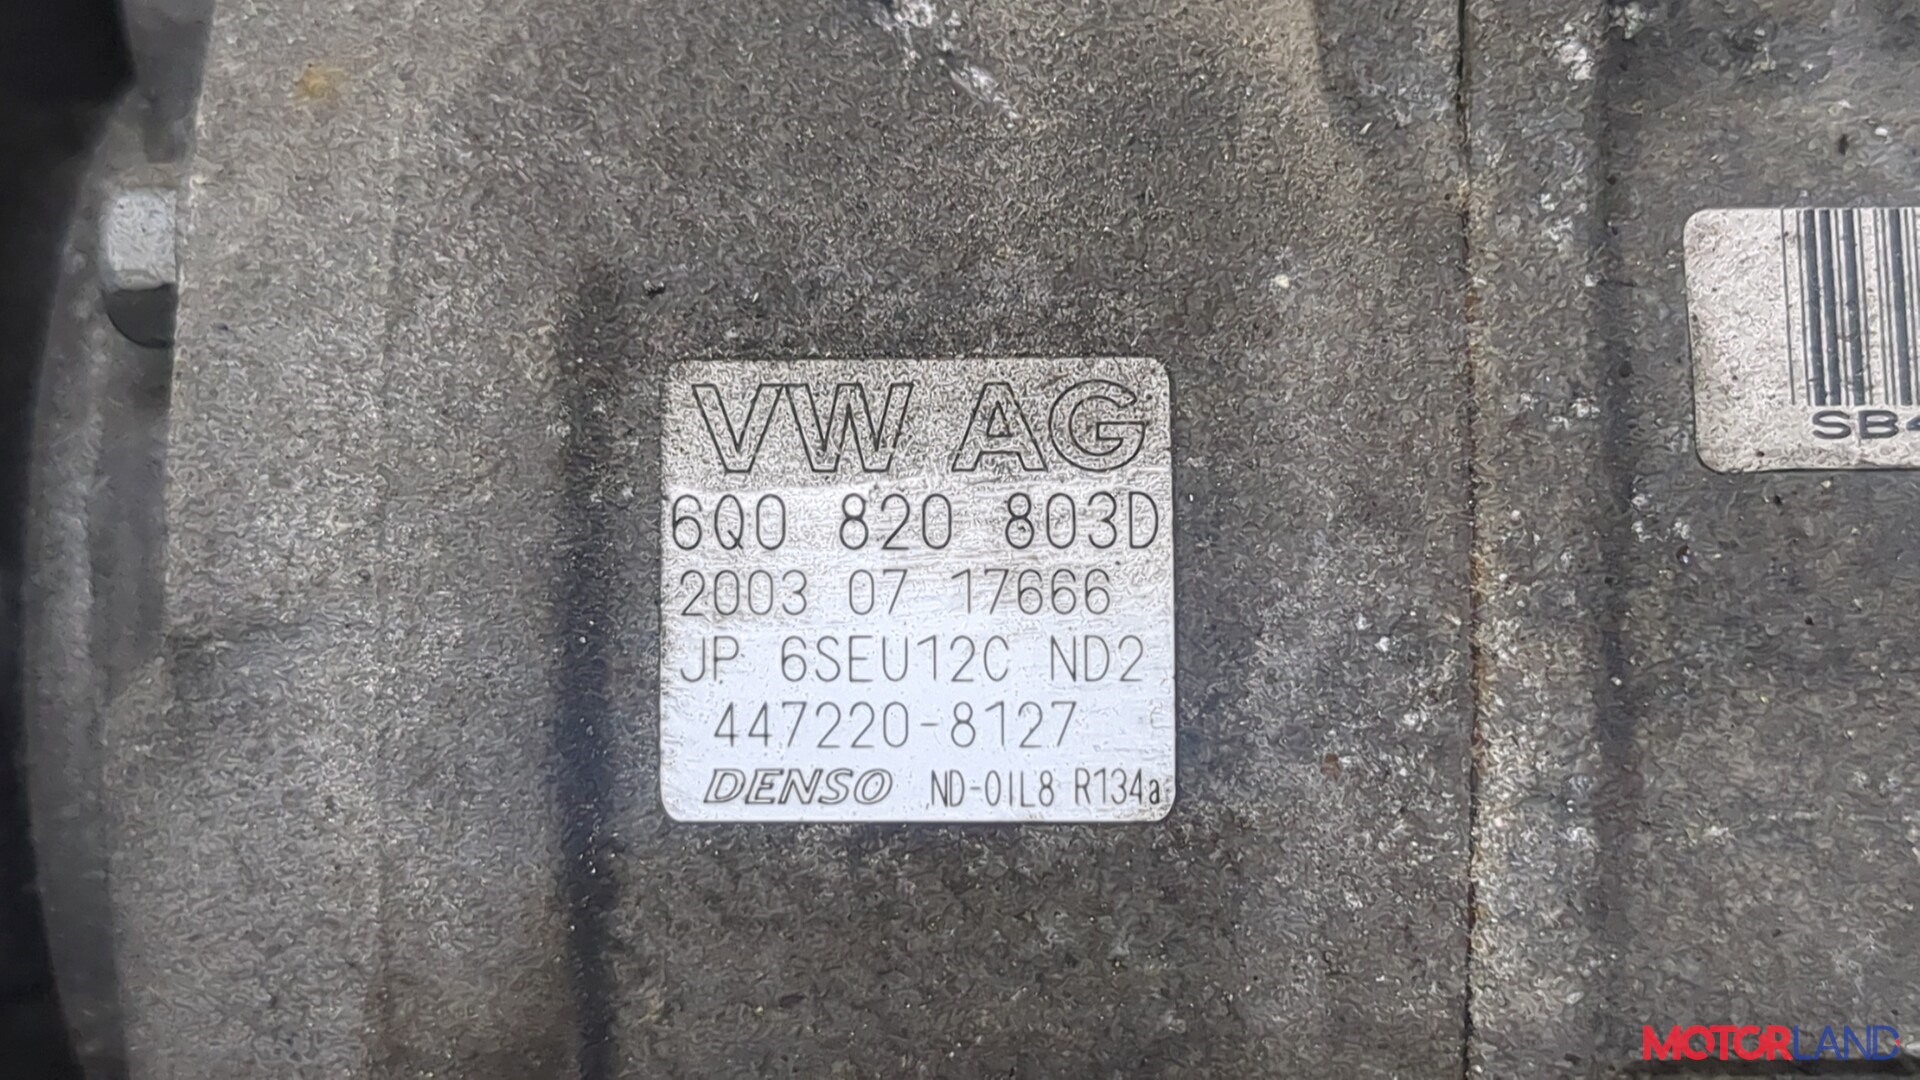 VW AG
6Q0 820 803D
2003 07 17666
JP 6SEU12C ND2
447220-8127
DENSO ND-OIL8 R134a
SB4
MOTORLAND